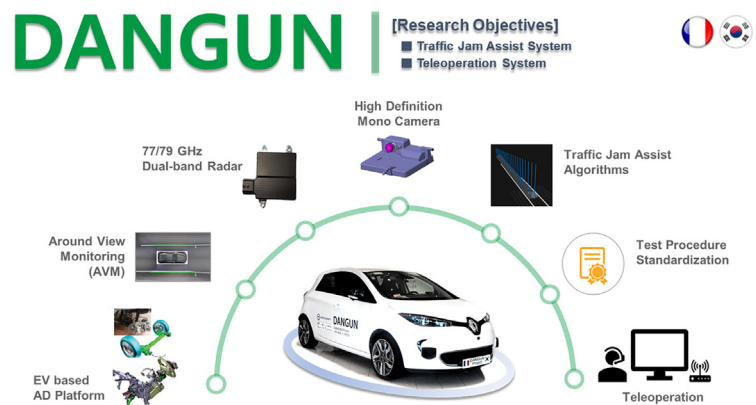 DANGUN
[Research Objectives]
Traffic Jam Assist System
Teleoperation System
High Definition
Mono Camera
77/79 GHz
Dual-band Radar
Traffic Jam Assist
Algorithms
Around View
Monitoring
(AVM)
Test Procedure
Standardization
DANGUN
EV based
AD Platform
Teleoperation